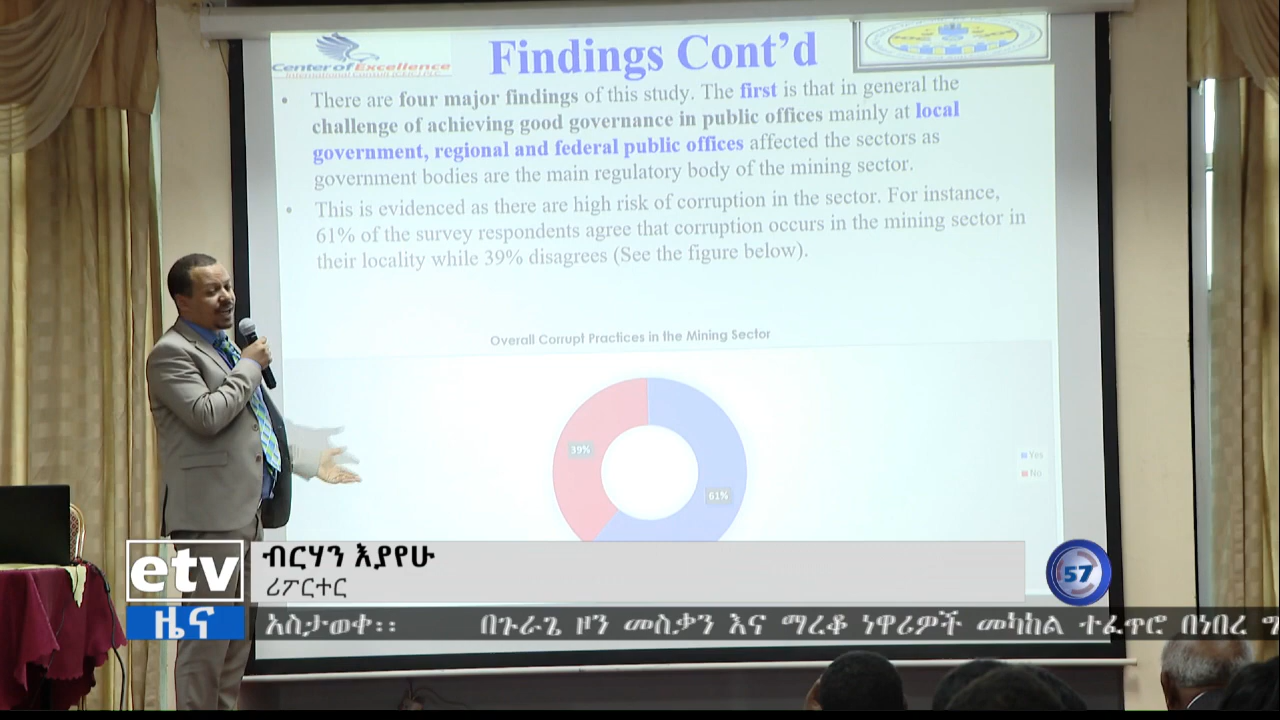 Center of Excellence
International Consult (CEIC) PLC
Findings Cont'd
• There are four major findings of this study. The first is that in general the
challenge of achieving good governance in public offices mainly at local
government, regional and federal public offices affected the sectors as
government bodies are the main regulatory body of the mining sector.
• This is evidenced as there are high risk of corruption in the sector. For instance,
61% of the survey respondents agree that corruption occurs in the mining sector in
their locality while 39% disagrees (See the figure below).
Overall Corrupt Practices in the Mining Sector
39%
61%
Yes
No
etv
ዜና
ብርሃን እያየሁ
ሪፖርተር
57
አስታወቀ፡፡ በጉራጌ ዞን መስቃን እና ማረቆ ነዋሪዎች መካከል ተፈጥሮ በነበረ